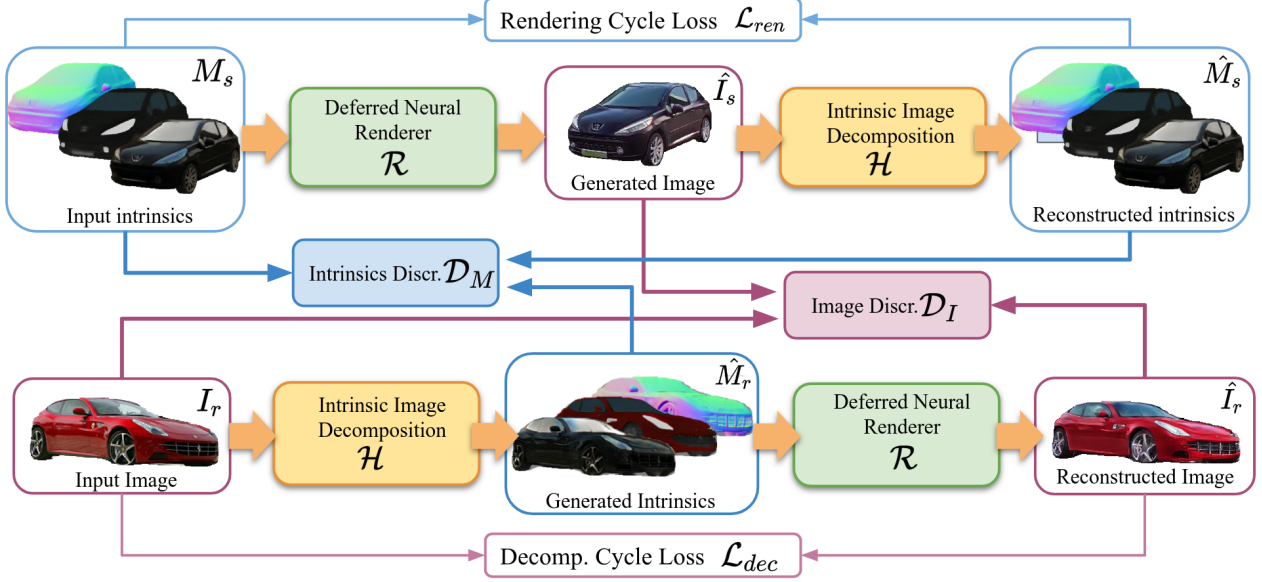 Rendering Cycle Loss ℒ_ren
M_s
Input intrinsics
Deferred Neural
Renderer
ℛ
Î_s
Generated Image
Intrinsic Image
Decomposition
ℋ
M̂_s
Reconstructed intrinsics
Intrinsics Discr. 𝒟_M
Image Discr. 𝒟_I
I_r
Input Image
Intrinsic Image
Decomposition
ℋ
M̂_r
Generated Intrinsics
Deferred Neural
Renderer
ℛ
Î_r
Reconstructed Image
Decomp. Cycle Loss ℒ_dec